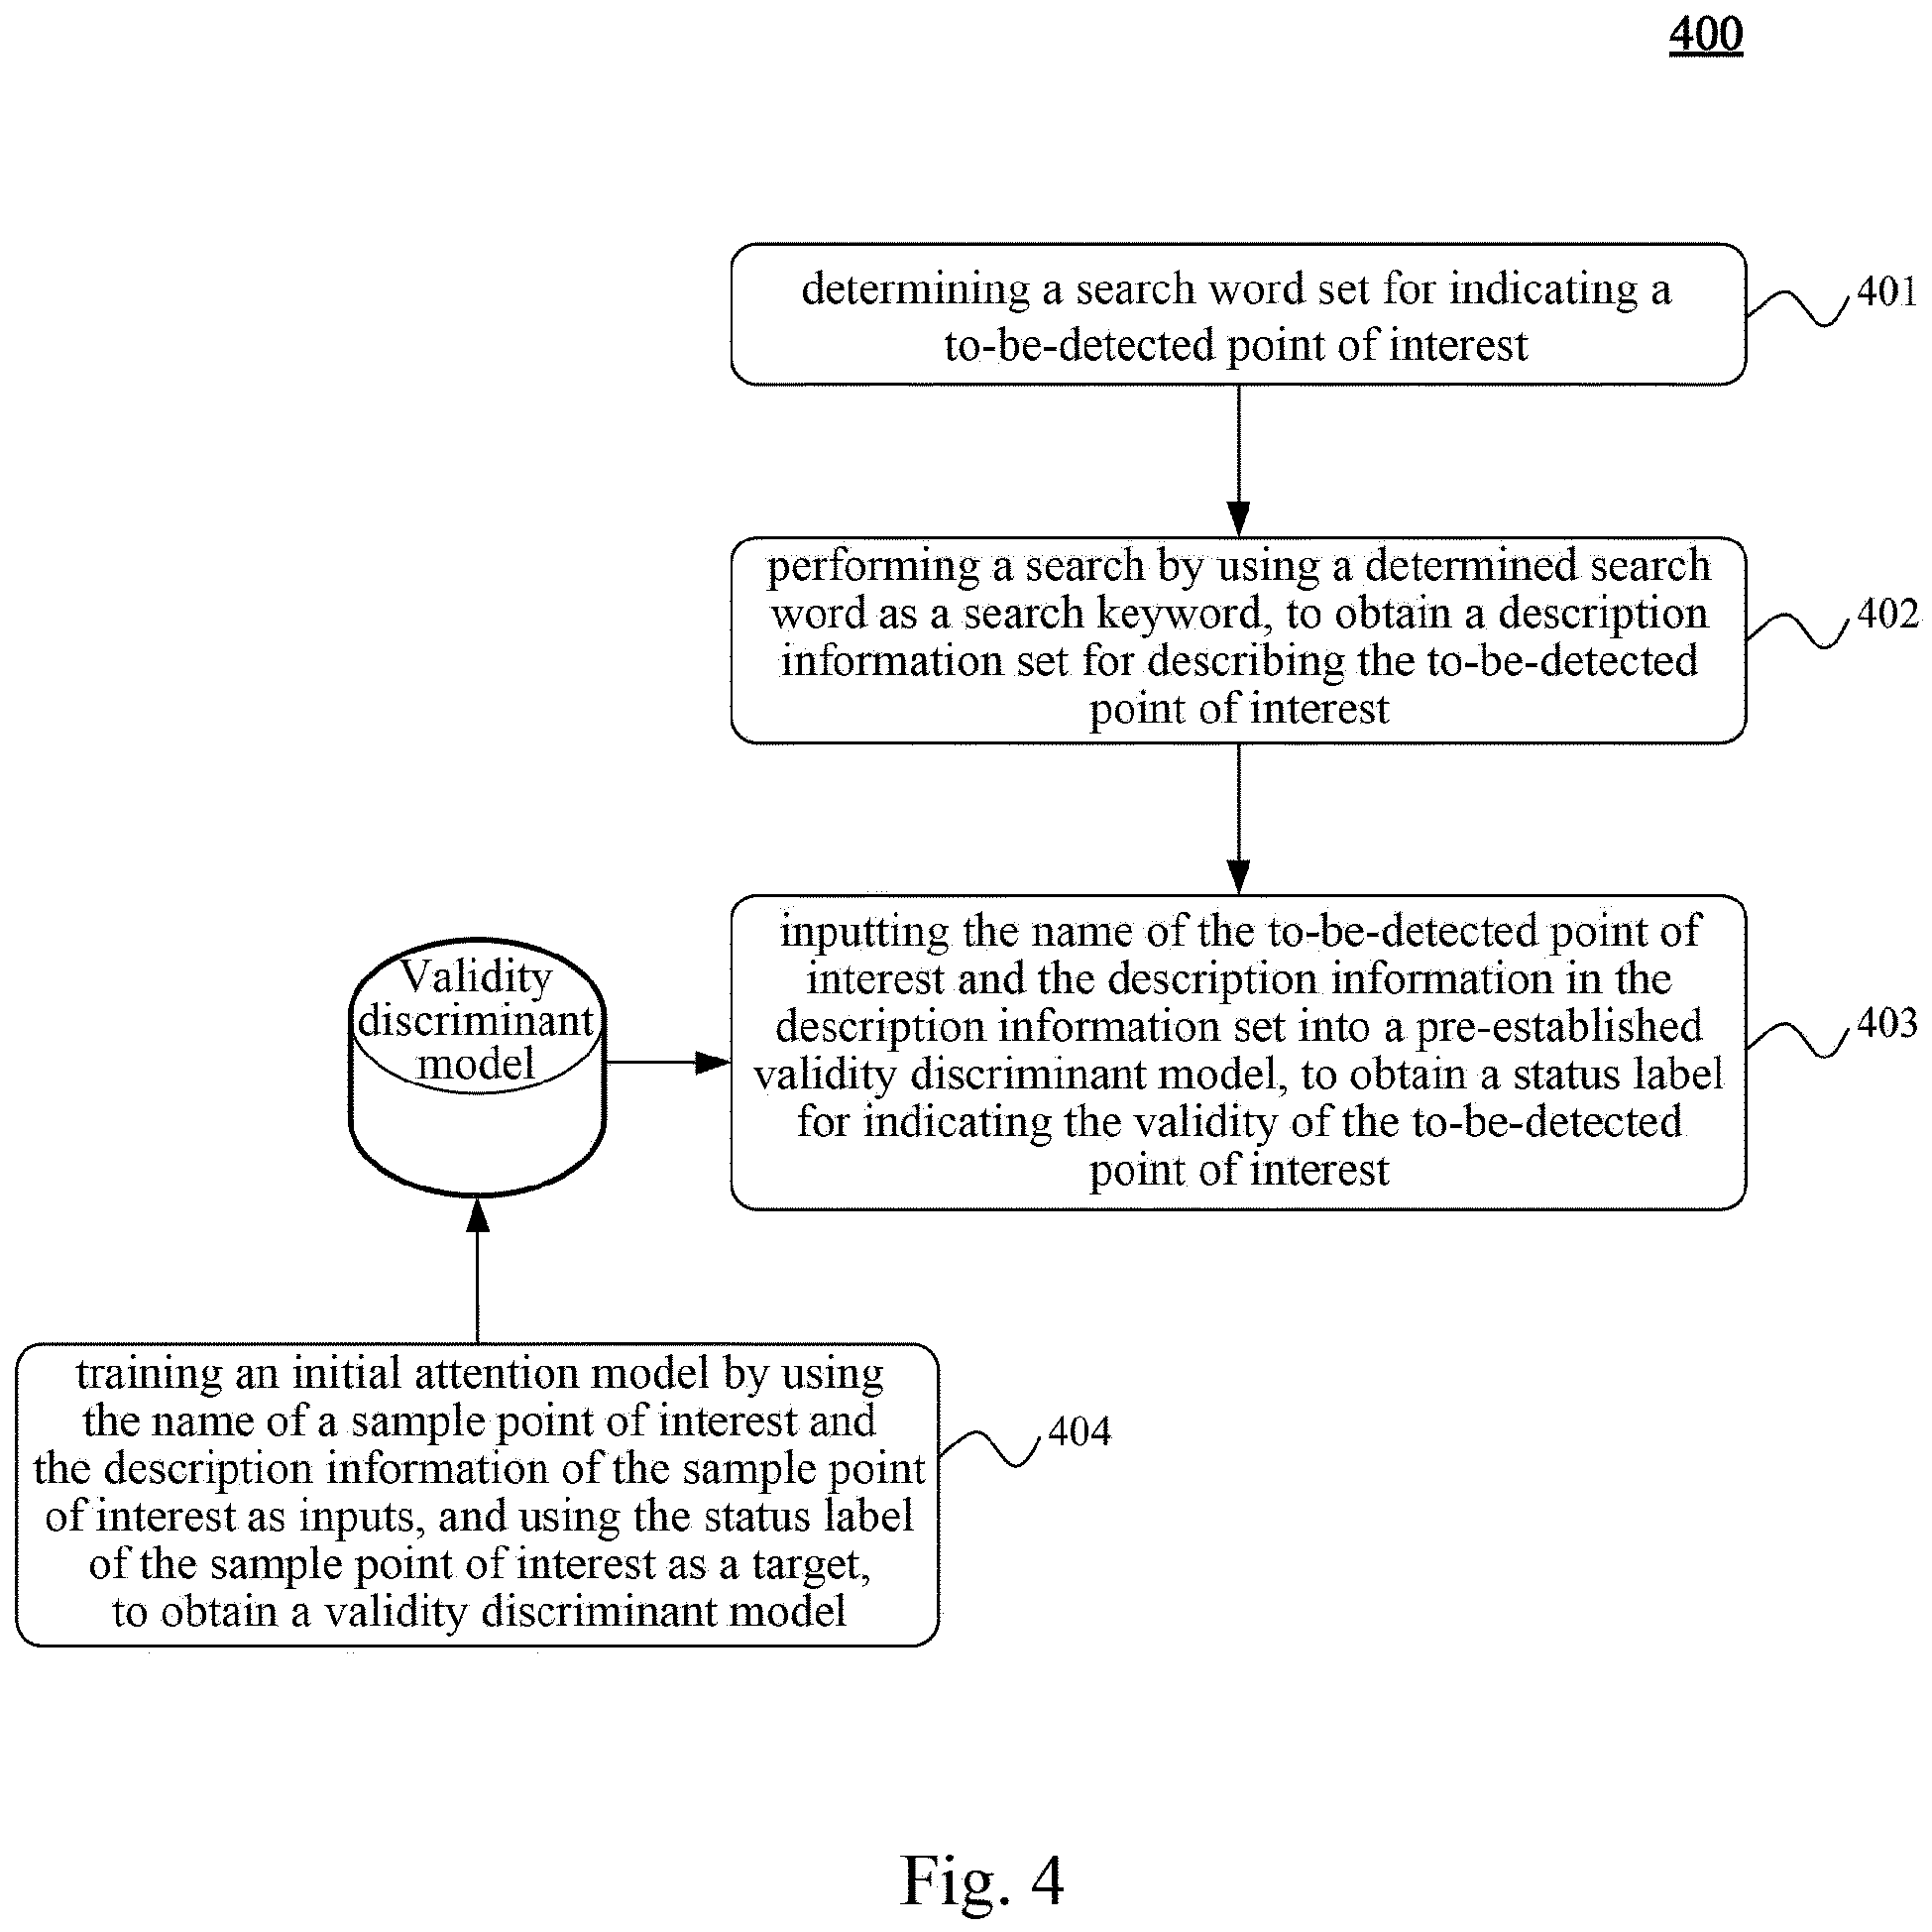 400
determining a search word set for indicating a
to-be-detected point of interest
401
performing a search by using a determined search
word as a search keyword, to obtain a description
information set for describing the to-be-detected
point of interest
402
Validity
discriminant
model
inputting the name of the to-be-detected point of
interest and the description information in the
description information set into a pre-established
validity discriminant model, to obtain a status label
for indicating the validity of the to-be-detected
point of interest
403
training an initial attention model by using
the name of a sample point of interest and
the description information of the sample point
of interest as inputs, and using the status label
of the sample point of interest as a target,
to obtain a validity discriminant model
404
Fig. 4